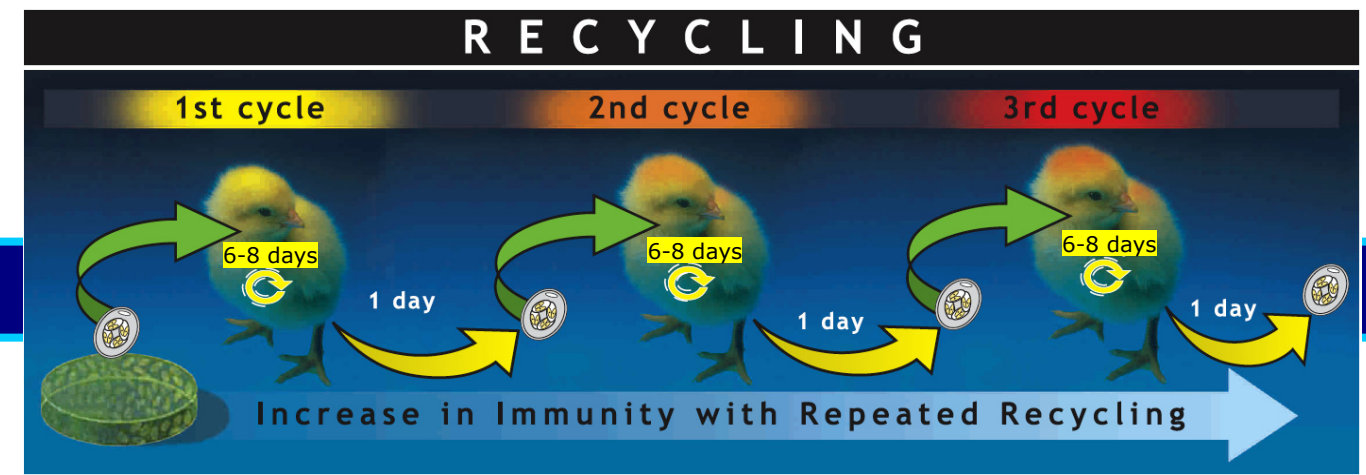 RECYCLING
1st cycle
2nd cycle
3rd cycle
6-8 days
6-8 days
6-8 days
1 day
1 day
1 day
Increase in Immunity with Repeated Recycling